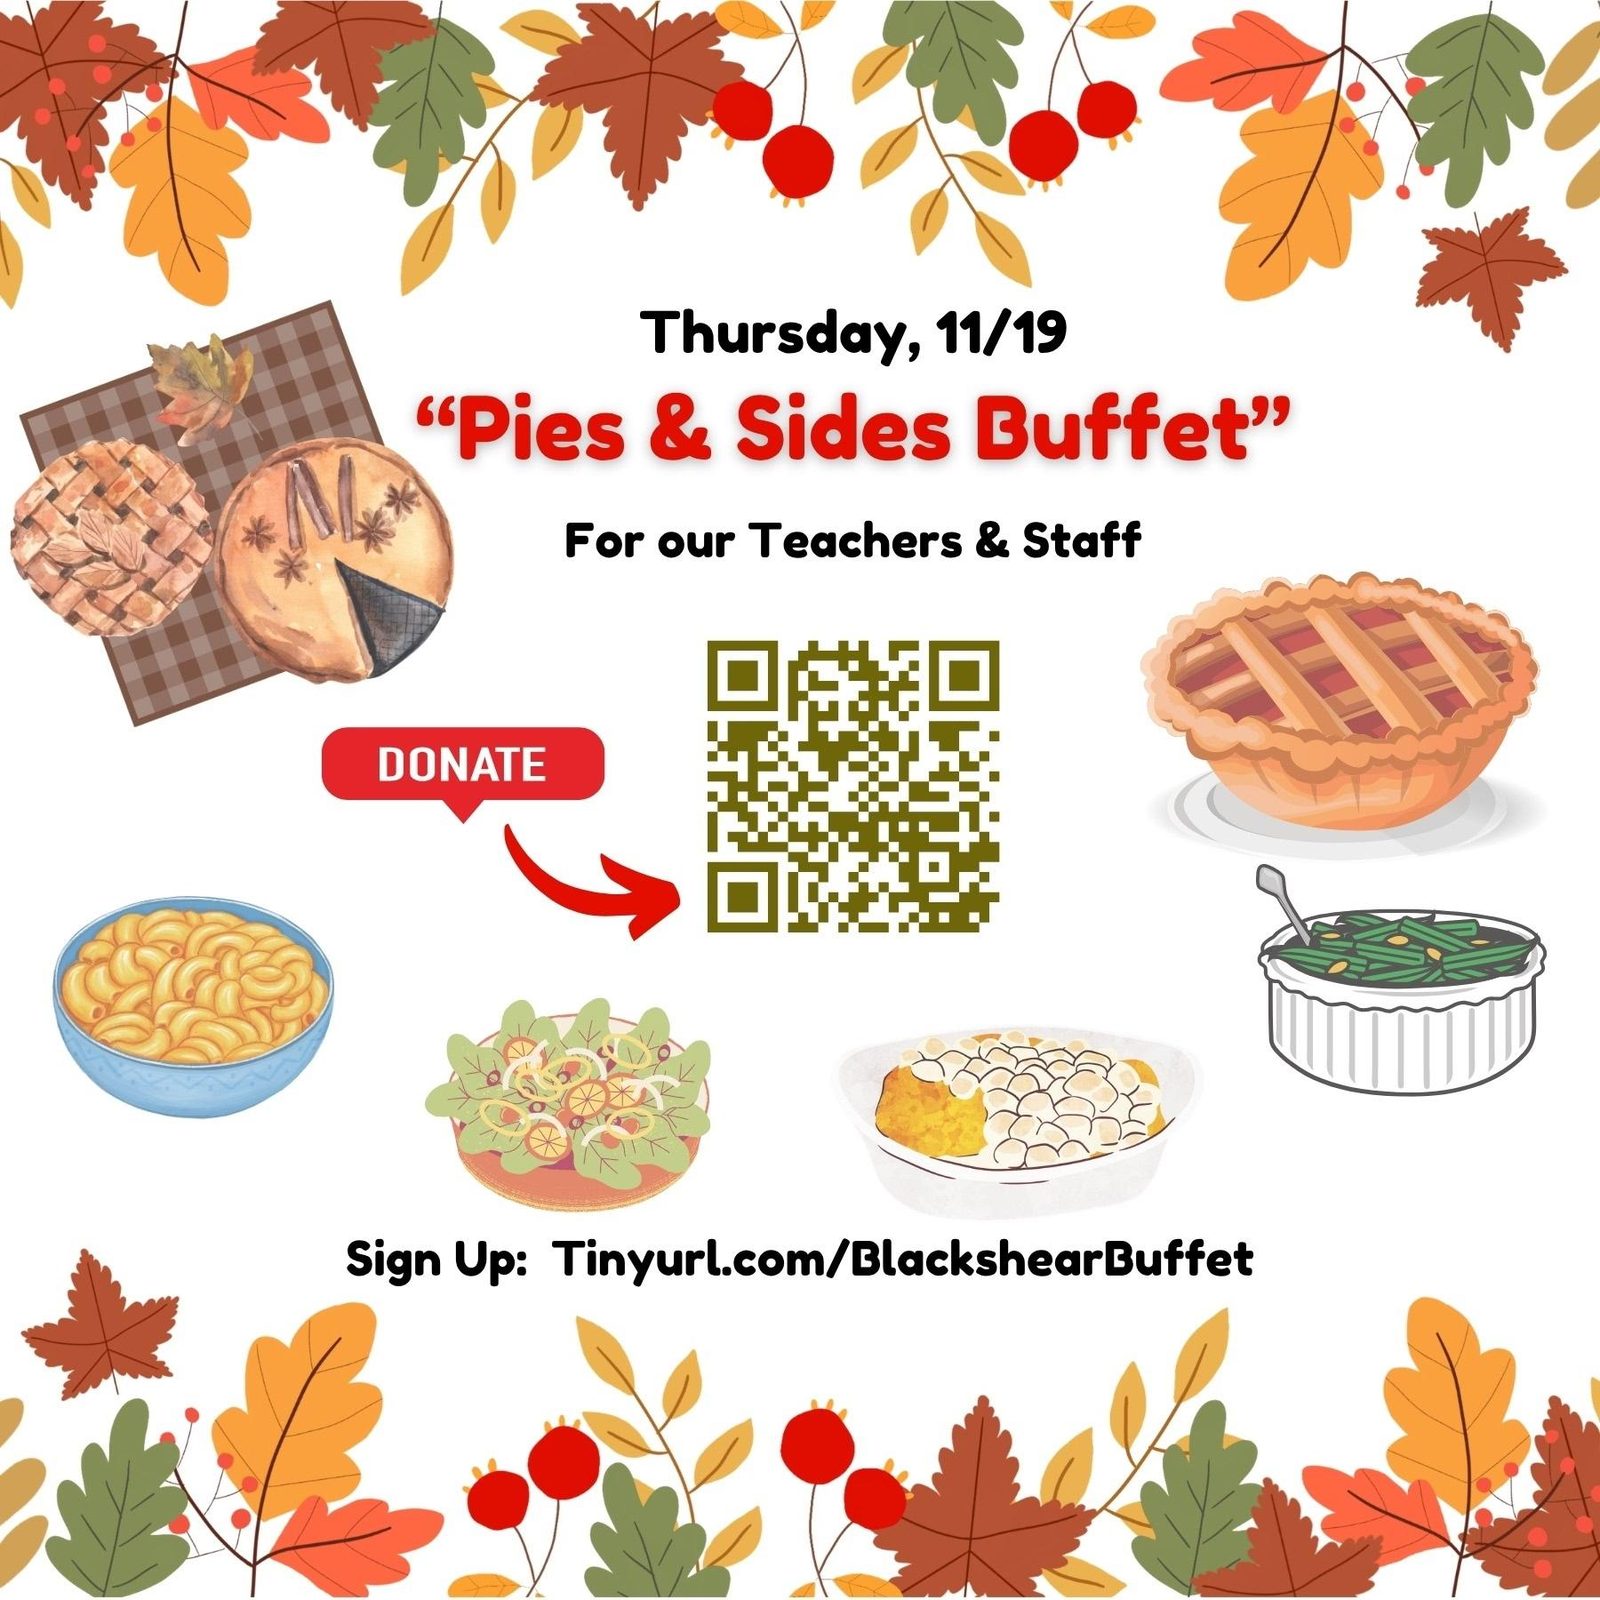 Thursday, 11/19
“Pies & Sides Buffet”
For our Teachers & Staff
DONATE
Sign Up: Tinyurl.com/BlackshearBuffet